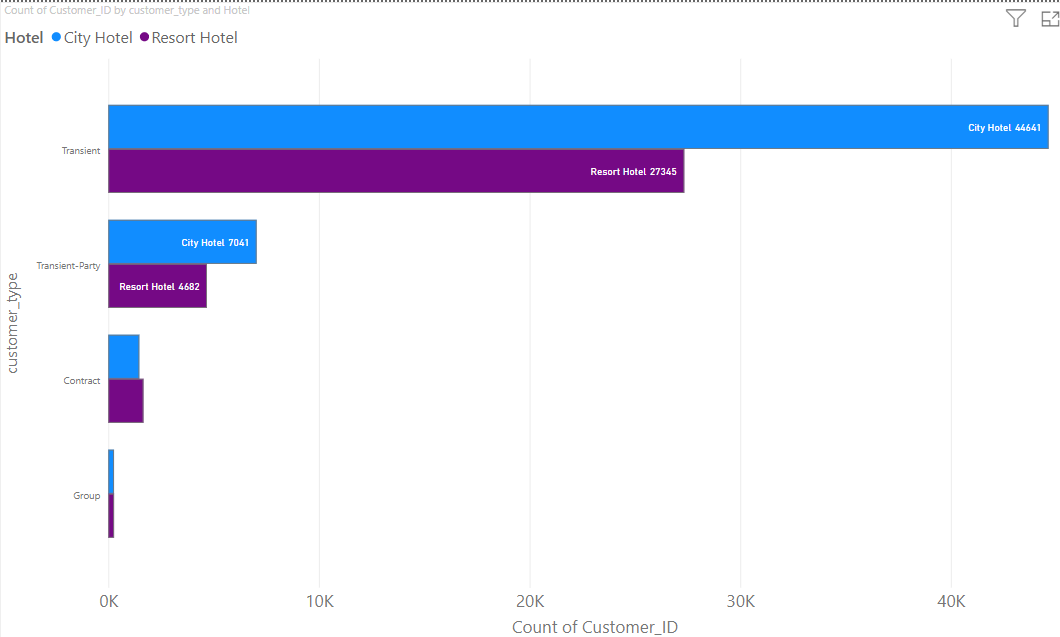 Count of Customer_ID by customer_type and Hotel
Hotel City Hotel Resort Hotel
City Hotel 44641
Transient
Resort Hotel 27345
City Hotel 7041
Transient-Party
Resort Hotel 4682
customer_type
Contract
Group
0K 10K 20K 30K 40K
Count of Customer_ID